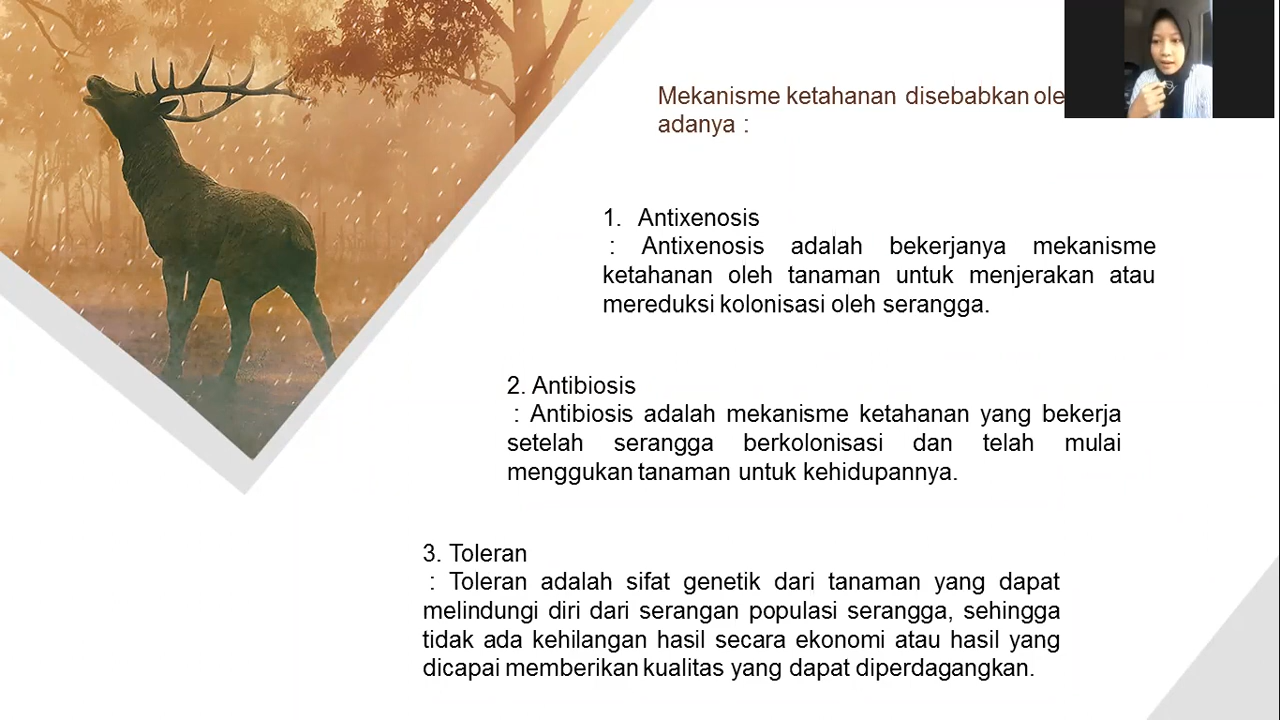 Mekanisme ketahanan disebabkan ole
adanya :
1. Antixenosis
: Antixenosis adalah bekerjanya mekanisme
ketahanan oleh tanaman untuk menjerakan atau
mereduksi kolonisasi oleh serangga.
2. Antibiosis
: Antibiosis adalah mekanisme ketahanan yang bekerja
setelah serangga berkolonisasi dan telah mulai
menggukan tanaman untuk kehidupannya.
3. Toleran
: Toleran adalah sifat genetik dari tanaman yang dapat
melindungi diri dari serangan populasi serangga, sehingga
tidak ada kehilangan hasil secara ekonomi atau hasil yang
dicapai memberikan kualitas yang dapat diperdagangkan.